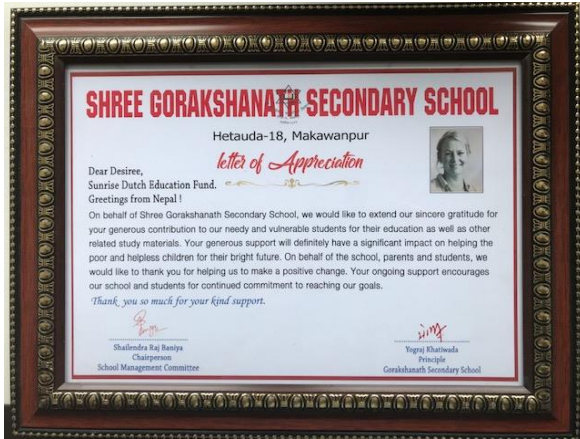 SHREE GORAKSHANATH SECONDARY SCHOOL
Hetauda-18, Makawanpur
letter of Appreciation
Dear Desiree,
Sunrise Dutch Education Fund.
Greetings from Nepal !
On behalf of Shree Gorakshanath Secondary School, we would like to extend our sincere gratitude for
your generous contribution to our needy and vulnerable students for their education as well as other
related study materials. Your generous support will definitely have a significant impact on helping the
poor and helpless children for their bright future. On behalf of the school, parents and students, we
would like to thank you for helping us to make a positive change. Your ongoing support encourages
our school and students for continued commitment to reaching our goals.
Thank you so much for your kind support.
Shailendra Raj Baniya
Chairperson
School Management Committee
Yograj Khatiwada
Principle
Gorakshanath Secondary School